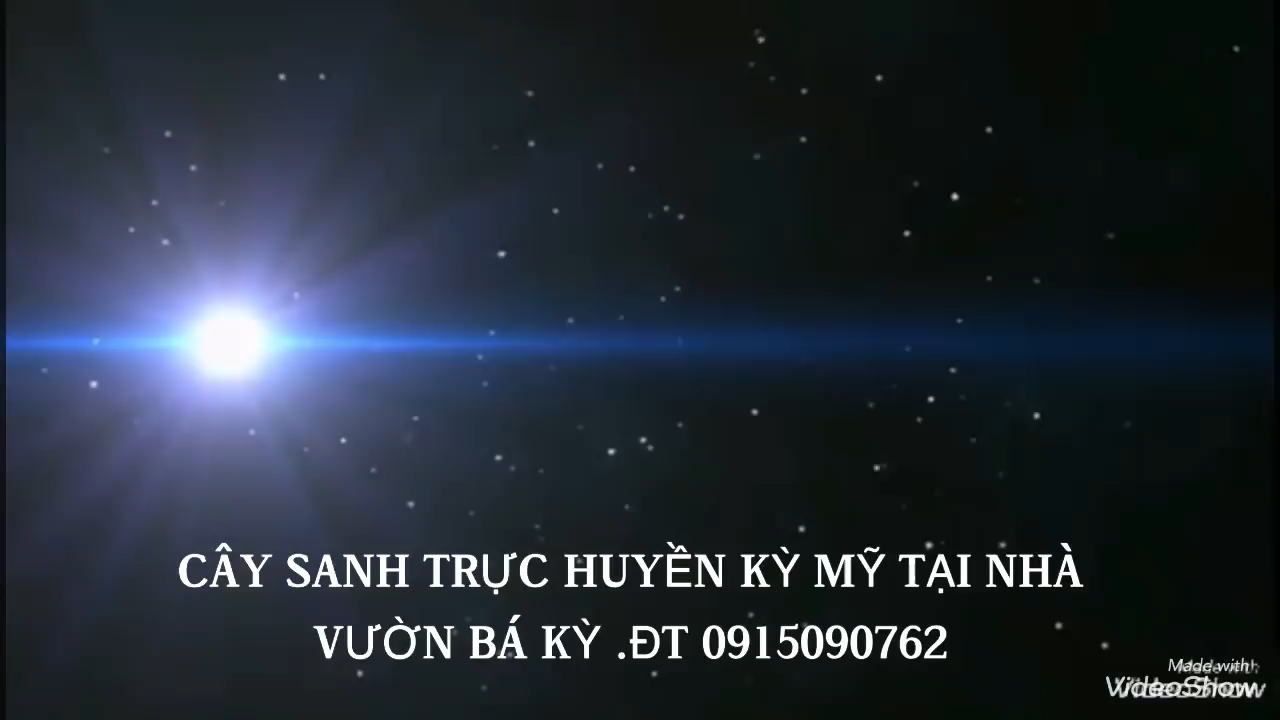 CÂY SANH TRỰC HUYỀN KỲ MỸ TẠI NHÀ
VƯỜN BÁ KỲ .ĐT 0915090762
Made with
VideoShow